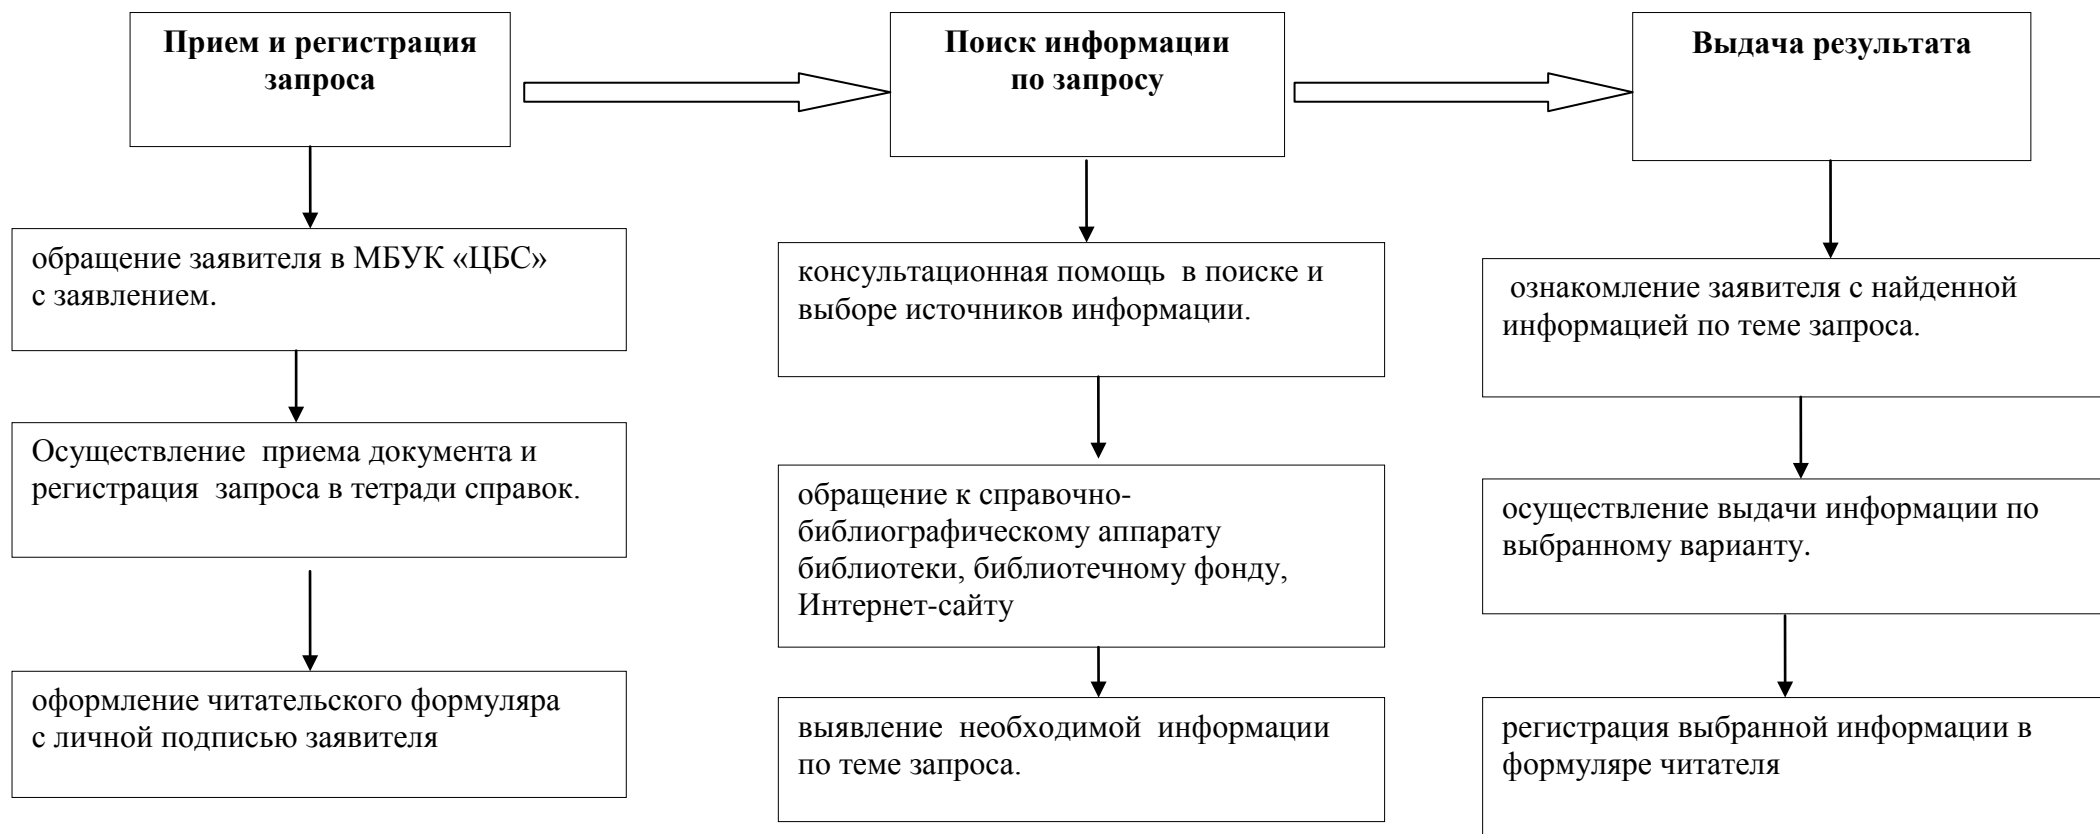 Прием и регистрация
запроса
обращение заявителя в МБУК «ЦБС»
с заявлением.
Осуществление приема документа и
регистрация запроса в тетради справок.
оформление читательского формуляра
с личной подписью заявителя
Поиск информации
по запросу
консультационная помощь в поиске и
выборе источников информации.
обращение к справочно-
библиографическому аппарату
библиотеки, библиотечному фонду,
Интернет-сайту
выявление необходимой информации
по теме запроса.
Выдача результата
ознакомление заявителя с найденной
информацией по теме запроса.
осуществление выдачи информации по
выбранному варианту.
регистрация выбранной информации в
формуляре читателя